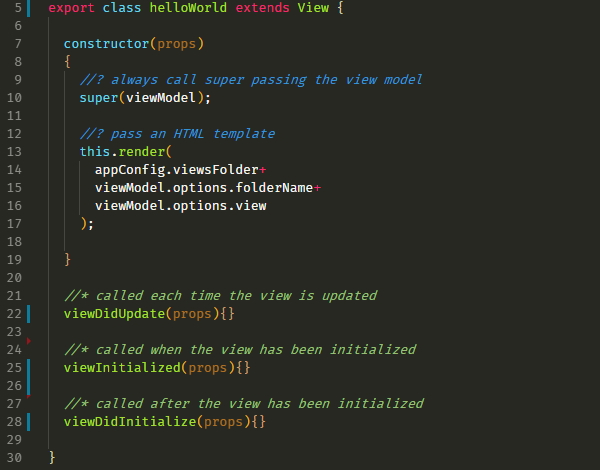 5 export class helloWorld extends View {
6
7 constructor(props)
8 {
9 //? always call super passing the view model
10 super(viewModel);
11
12 //? pass an HTML template
13 this.render(
14 appConfig.viewsFolder+
15 viewModel.options.folderName+
16 viewModel.options.view
17 );
18
19 }
20
21 //* called each time the view is updated
22 viewDidUpdate(props){}
23
24 //* called when the view has been initialized
25 viewInitialized(props){}
26
27 //* called after the view has been initialized
28 viewDidInitialize(props){}
29
30 }